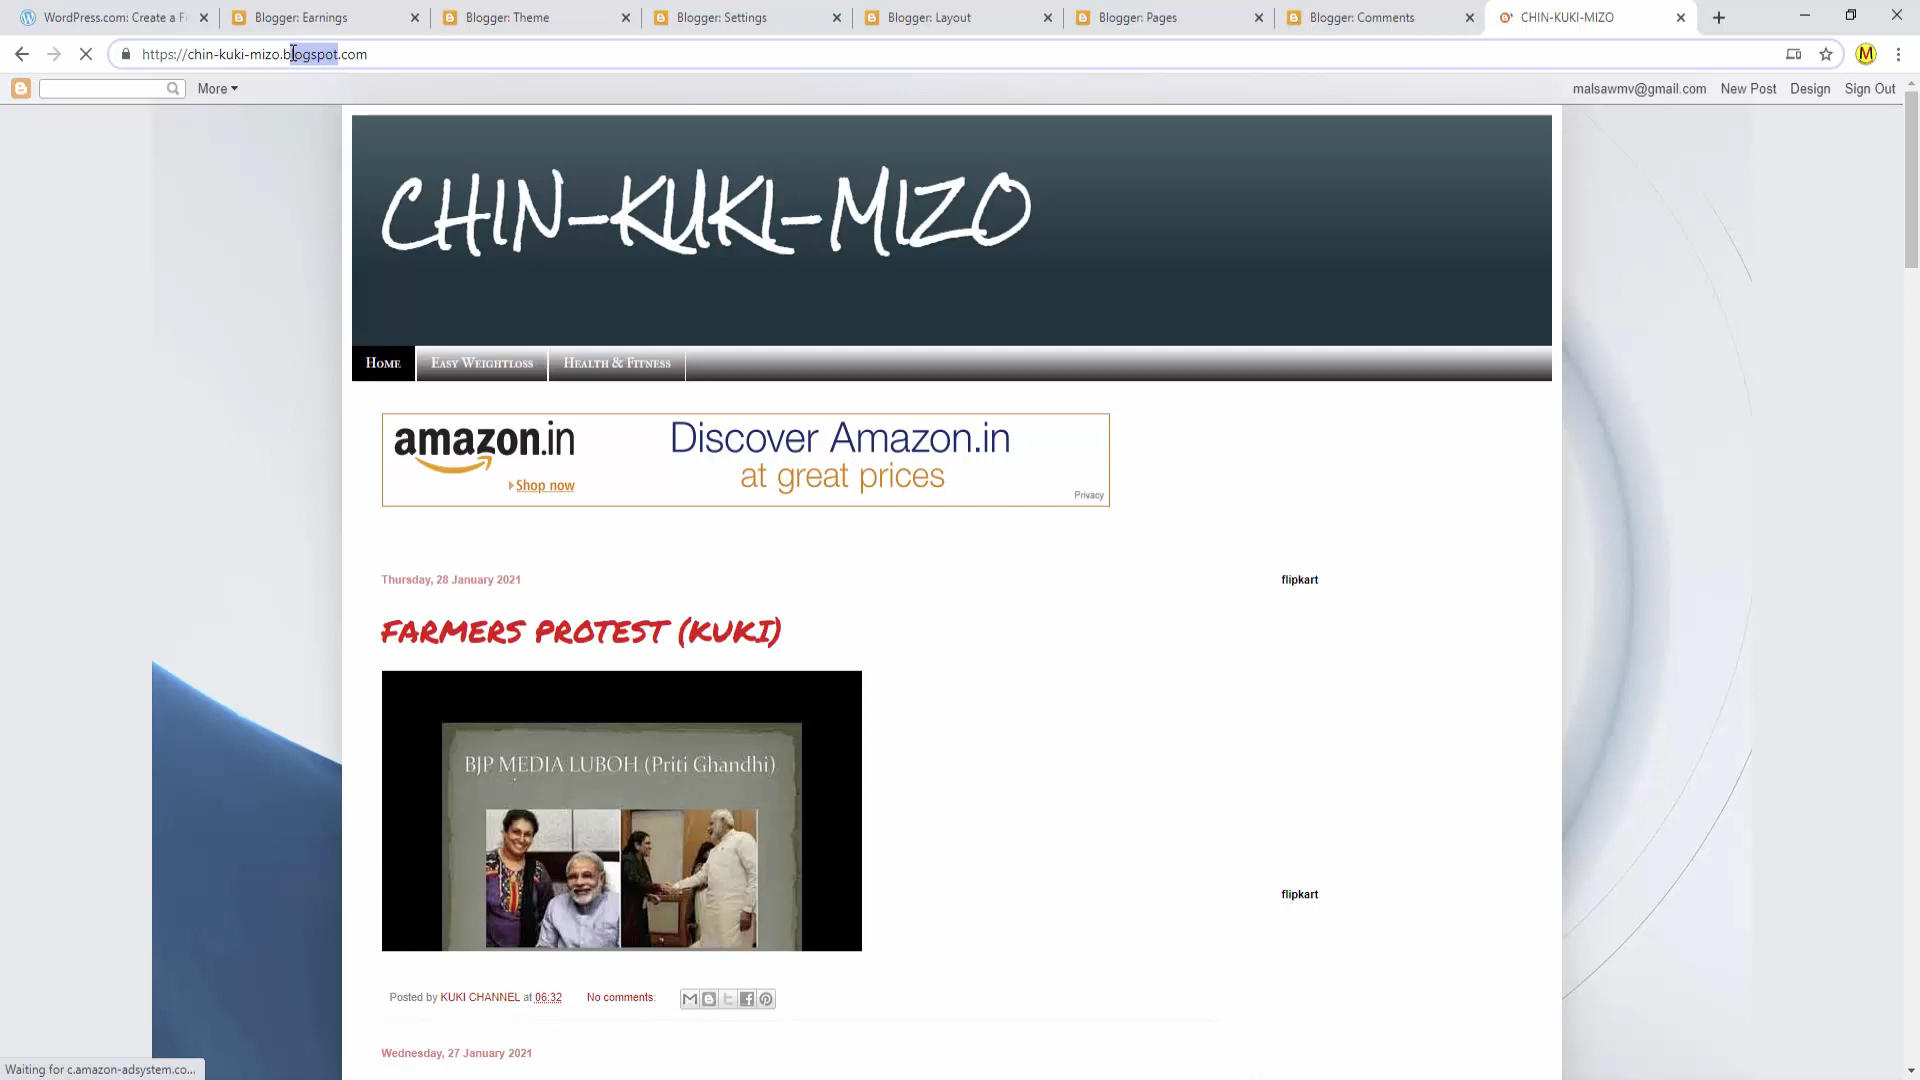 WordPress.com: Create a Fr
Blogger: Earnings
Blogger: Theme
Blogger: Settings
Blogger: Layout
Blogger: Pages
Blogger: Comments
CHIN-KUKI-MIZO
https://chin-kuki-mizo.blogspot.com
M
More
malsawmv@gmail.com
New Post
Design
Sign Out
CHIN-KUKI-MIZO
Home
Easy Weightloss
Health & Fitness
amazon.in
Discover Amazon.in
at great prices
Shop now
Privacy
Thursday, 28 January 2021
flipkart
FARMERS PROTEST (KUKI)
BJP MEDIA LUBOH (Priti Ghandhi)
flipkart
Posted by KUKI CHANNEL at 06:32
No comments:
Wednesday, 27 January 2021
Waiting for c.amazon-adsystem.co...